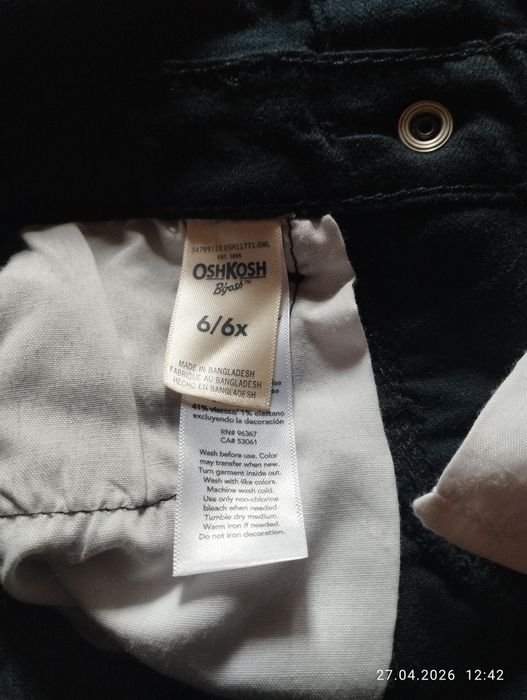 34789110-OGH11771-SML
EST. 1895
OSHKOSH
B'gosh™
6/6x
MADE IN BANGLADESH
FABRIQUÉ AU BANGLADESH
HECHO EN BANGLADESH
41% viscosa/ 1% elastano
excluyendo la decoración
RN# 96367
CA# 53061
Wash before use. Color
may transfer when new.
Turn garment inside out.
Wash with like colors.
Machine wash cold.
Use only non-chlorine
bleach when needed
Tumble dry medium.
Warm iron if needed.
Do not iron decoration.
27.04.2026 12:42